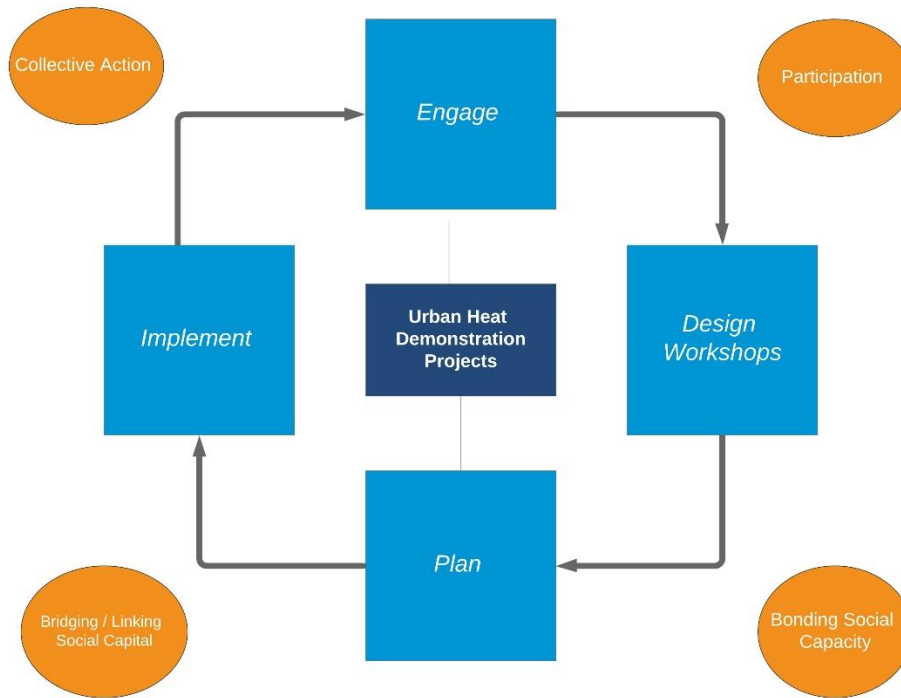 Collective Action
Engage
Participation
Implement
Urban Heat
Demonstration
Projects
Design
Workshops
Bridging / Linking
Social Capital
Plan
Bonding Social
Capacity